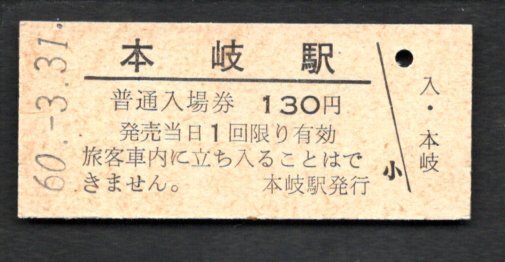 60.-3.31.
本岐駅
普通入場券 130円
発売当日1回限り有効
旅客車内に立ち入ることはで
きません。 本岐駅発行
小
入・本岐